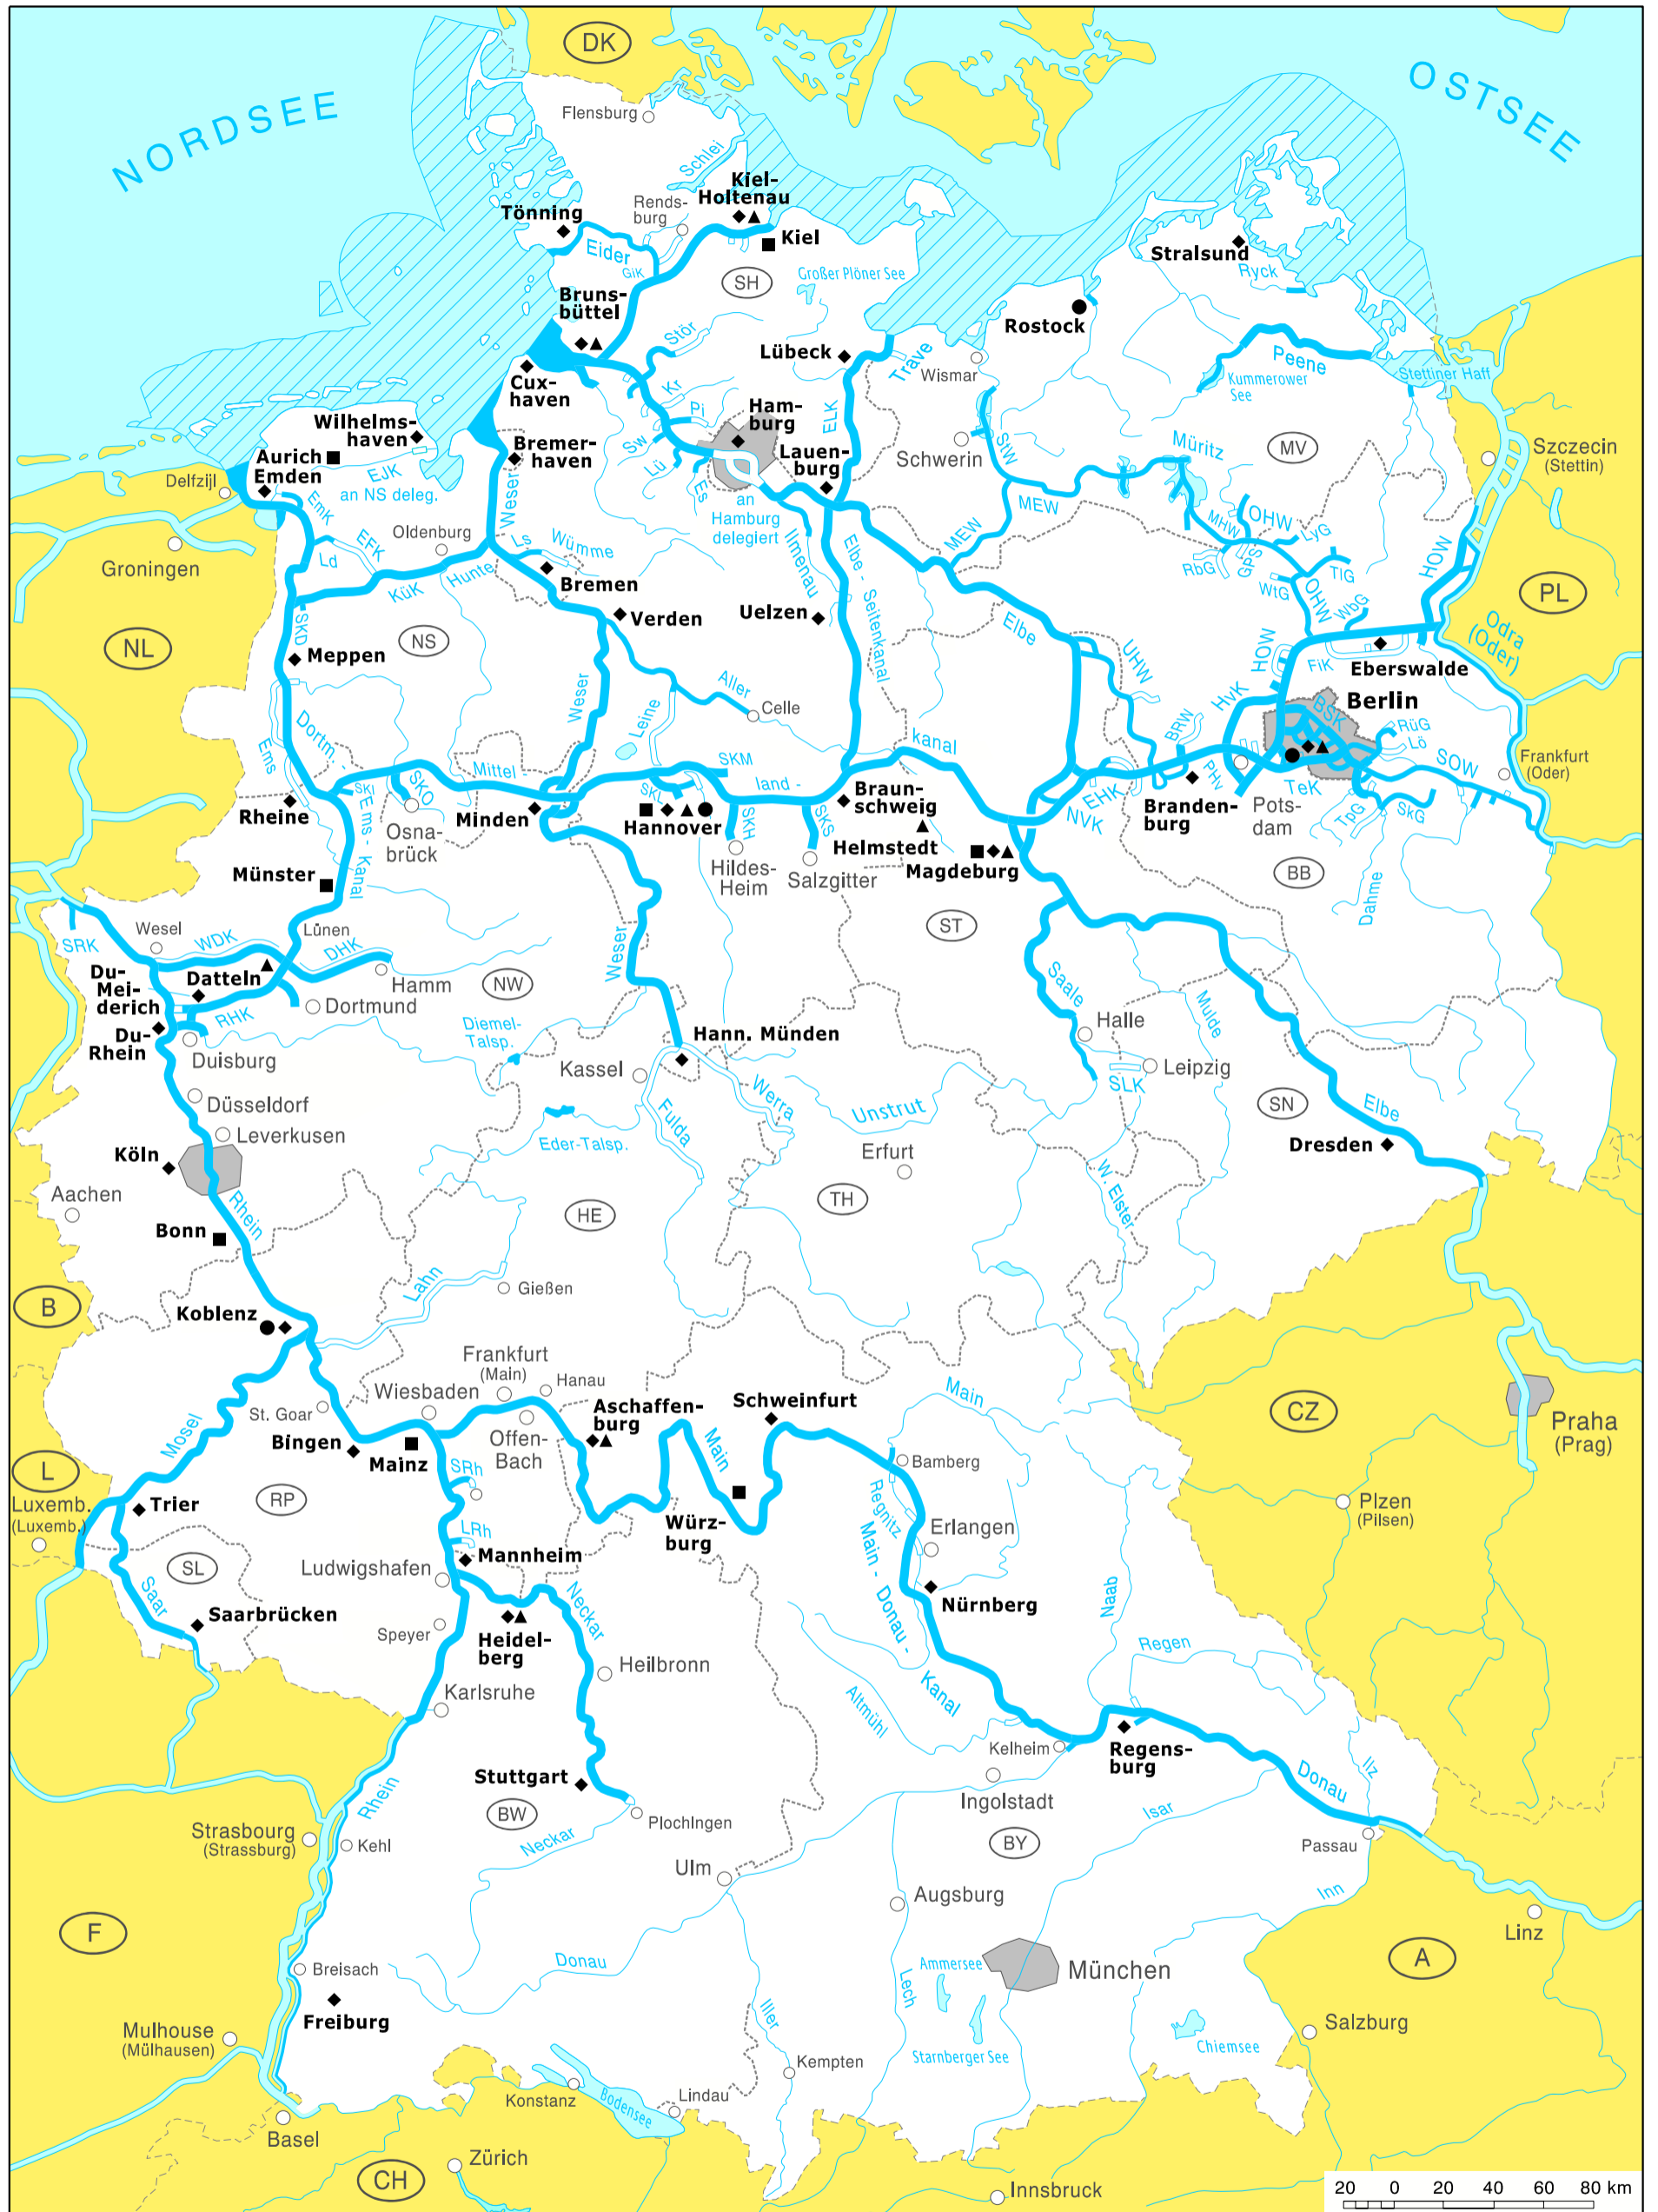 DK
NORDSEE
OSTSEE
Flensburg
Schlei
Kiel-
Holtenau
Rends-
burg
Tönning
Kiel
Eider
GiK
SH
Großer Plöner See
Stralsund
Ryck
Bruns-
büttel
Stör
Rostock
Lübeck
Trave
Wismar
Peene
Kummerower
See
Stettiner Haff
Cux-
haven
Kr
Pi
Ham-
burg
ELK
Wilhelms-
haven
Aurich
Emden
EJK
an NS deleg.
Delfzijl
Bremer-
haven
Sw
Lü
Es
Lauen-
burg
Schwerin
StW
Müritz
MV
Szczecin
(Stettin)
an
Hamburg
delegiert
EmK
Oldenburg
Weser
Ls
Wümme
Ilmenau
MEW
MEW
MHW
OHW
LyG
RbG
GPS
TlG
HOW
Groningen
Ld
EFK
KüK
Hunte
Bremen
Elbe - Seitenkanal
WtG
OHW
WbG
PL
NL
SKD
NS
Verden
Uelzen
Elbe
Odra
(Oder)
Meppen
UHW
HOW
FiK
Eberswalde
Berlin
Aller
Celle
Weser
Leine
HvK
BSK
RüG
Lö
BRW
Ems
Dortm. -
Mittel -
SKM
kanal
SOW
Frankfurt
(Oder)
SKI
SKO
Ems - Kanal
land -
SKL
Braun-
schweig
EHK
NVK
PHv
TeK
Rheine
Osna-
brück
Minden
Hannover
SKH
SKS
Helmstedt
Magdeburg
Branden-
burg
Pots-
dam
TpG
SkG
Münster
Hildes-
Heim
Salzgitter
BB
Dahme
SRK
Wesel
WDK
Lünen
DHK
ST
Du-
Mei-
derich
Datteln
Hamm
NW
Weser
Saale
Mulde
Dortmund
RHK
Du-
Rhein
Duisburg
Diemel-
Talsp.
Hann. Münden
Halle
Kassel
Leipzig
SLK
Düsseldorf
Werra
Unstrut
Fulda
SN
Elbe
Leverkusen
Eder-Talsp.
Köln
Erfurt
Dresden
Aachen
Rhein
W. Elster
TH
HE
Bonn
Lahn
Gießen
B
Koblenz
Frankfurt
(Main)
Hanau
Wiesbaden
St. Goar
Mosel
Bingen
Mainz
Offen-
Bach
Aschaffen-
burg
Schweinfurt
Main
Main
CZ
Praha
(Prag)
L
Luxemb.
(Luxemb.)
Trier
RP
SRh
Würz-
burg
Bamberg
Regnitz
Plzen
(Pilsen)
LRh
Erlangen
Main - Donau -
Kanal
SL
Ludwigshafen
Mannheim
Saar
Saarbrücken
Neckar
Nürnberg
Naab
Speyer
Heidel-
berg
Heilbronn
Regen
Karlsruhe
Altmühl
Kelheim
Regens-
burg
Ilz
Stuttgart
Donau
Rhein
BW
Plochingen
Ingolstadt
Isar
Strasbourg
(Strassburg)
Kehl
Neckar
BY
Passau
Ulm
Augsburg
Inn
Linz
F
Donau
Ammersee
München
A
Breisach
Lech
Freiburg
Iller
Mulhouse
(Mülhausen)
Starnberger See
Chiemsee
Salzburg
Kempten
Konstanz
Bodensee
Lindau
Basel
Zürich
CH
Innsbruck
20 0 20 40 60 80 km